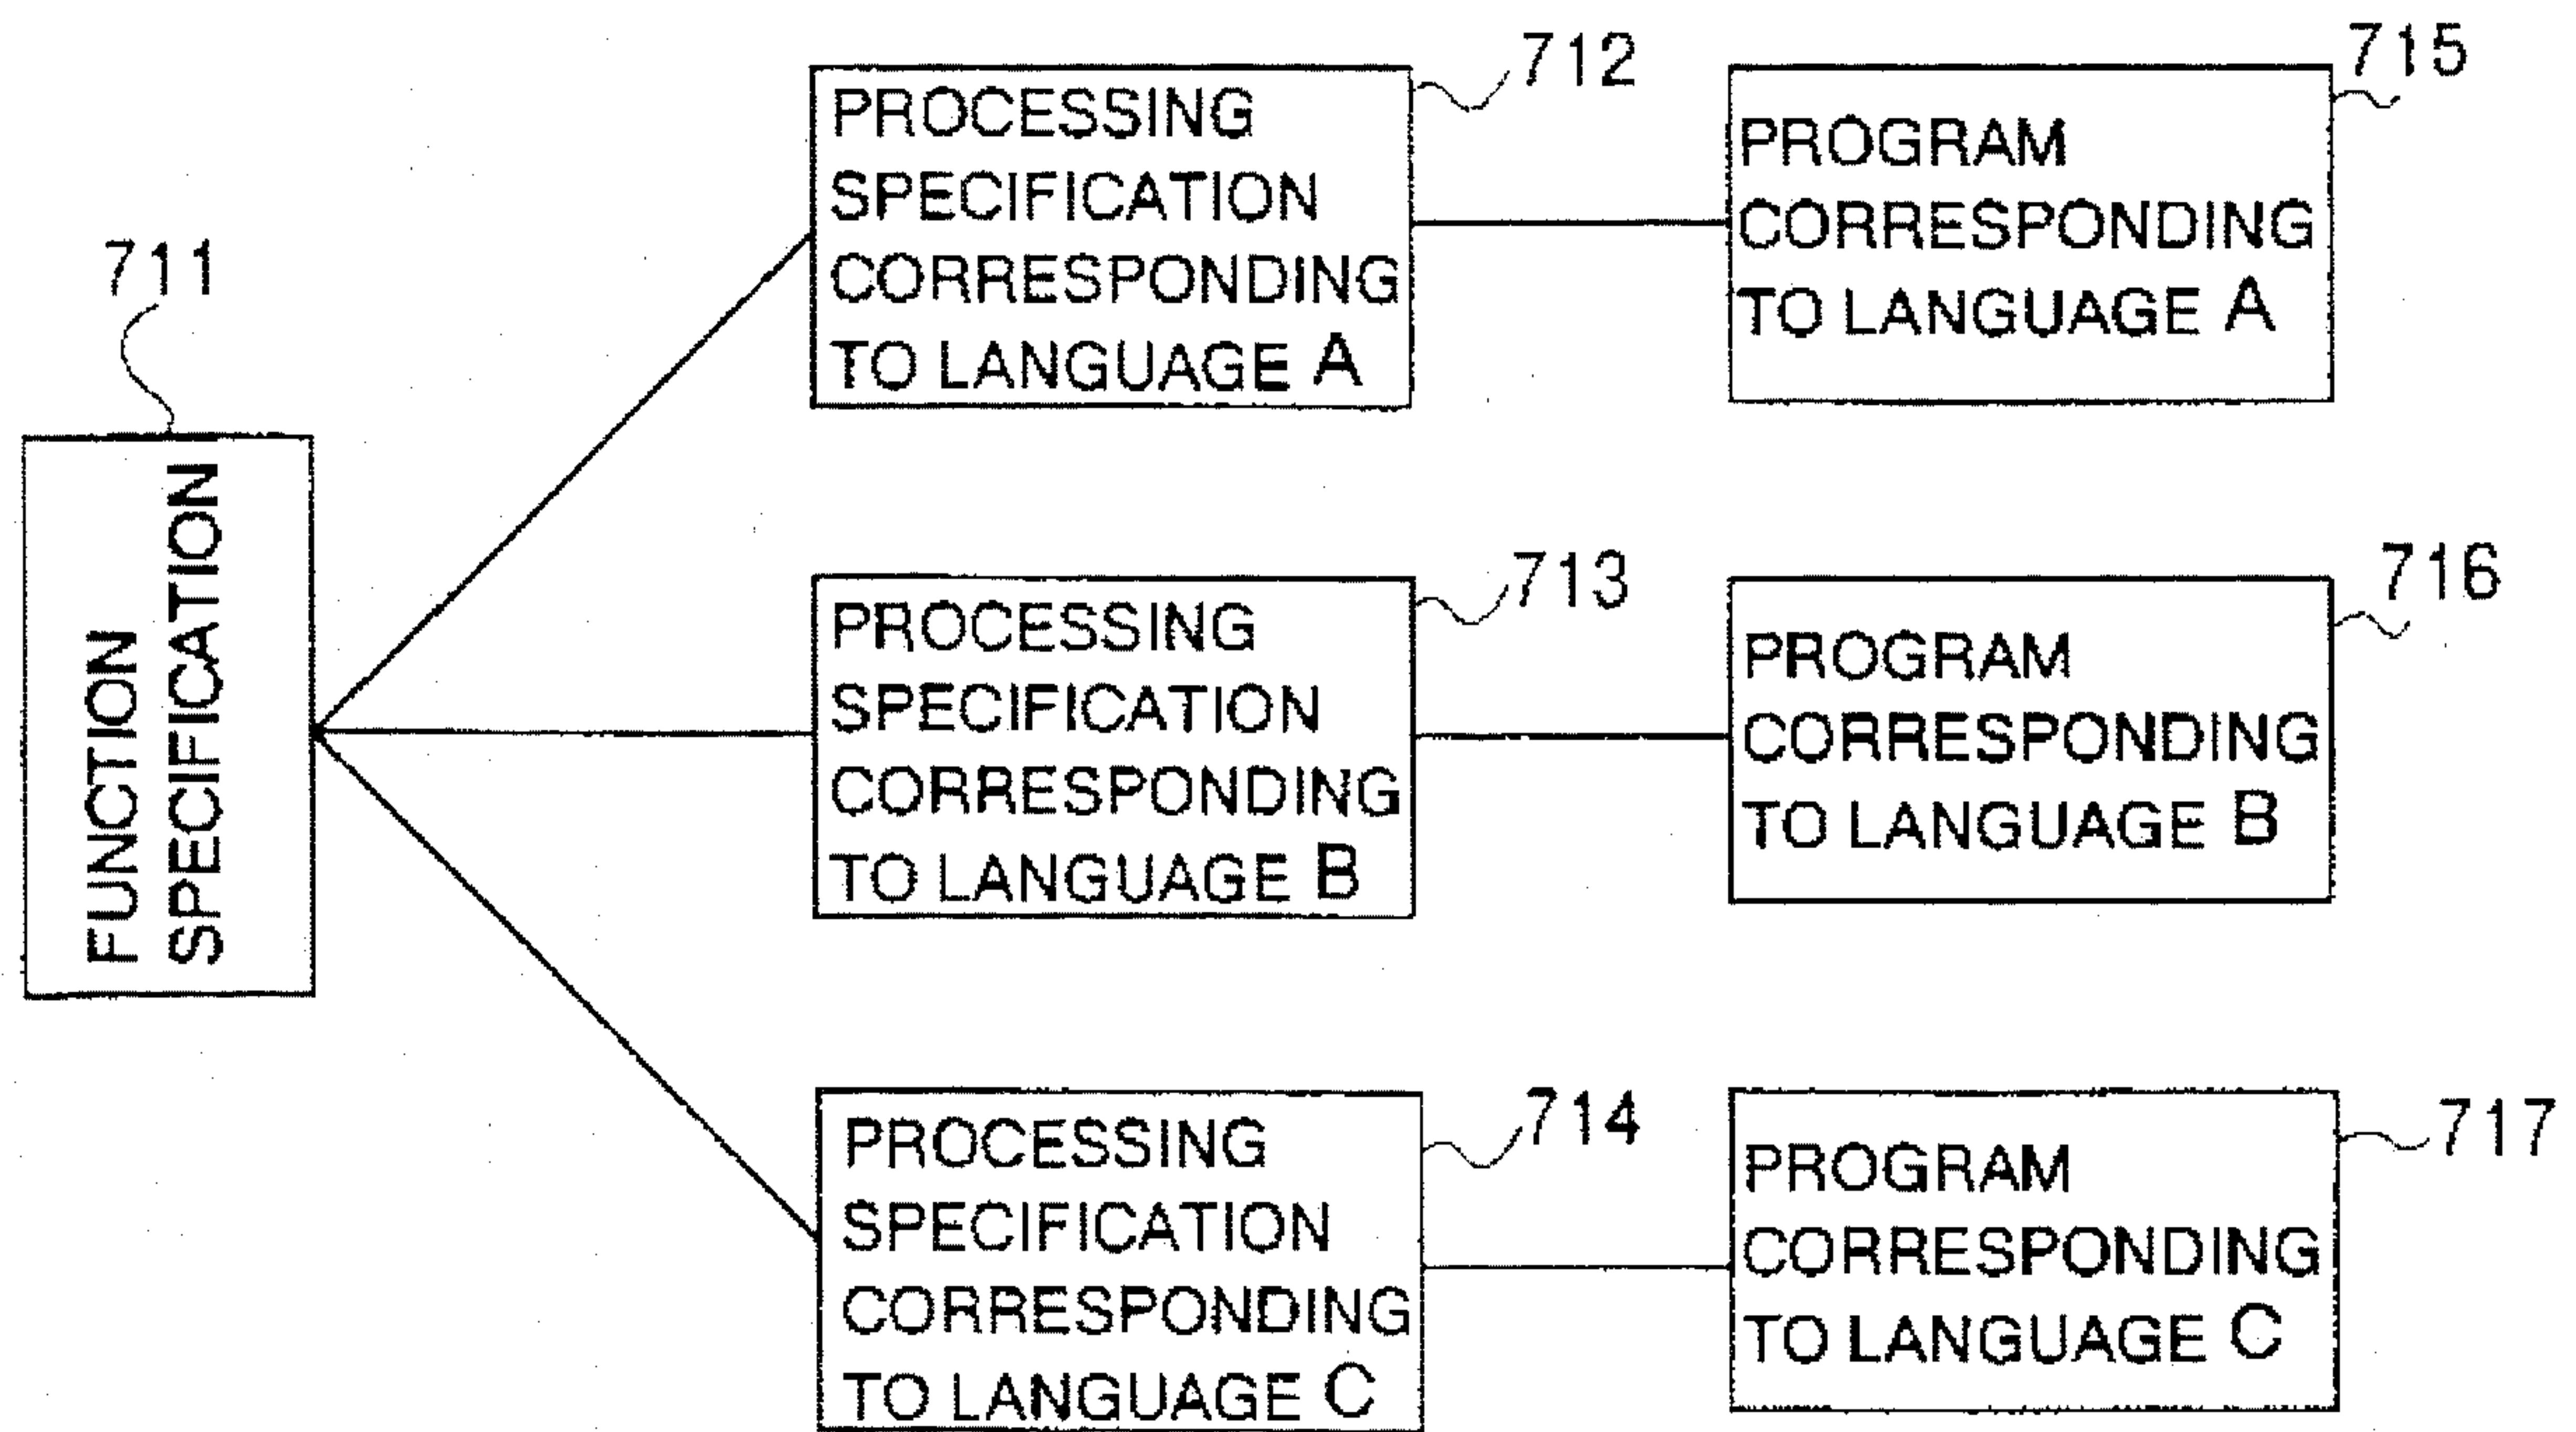 711
FUNCTION
SPECIFICATION
712
PROCESSING
SPECIFICATION
CORRESPONDING
TO LANGUAGE A
715
PROGRAM
CORRESPONDING
TO LANGUAGE A
713
PROCESSING
SPECIFICATION
CORRESPONDING
TO LANGUAGE B
716
PROGRAM
CORRESPONDING
TO LANGUAGE B
714
PROCESSING
SPECIFICATION
CORRESPONDING
TO LANGUAGE C
717
PROGRAM
CORRESPONDING
TO LANGUAGE C